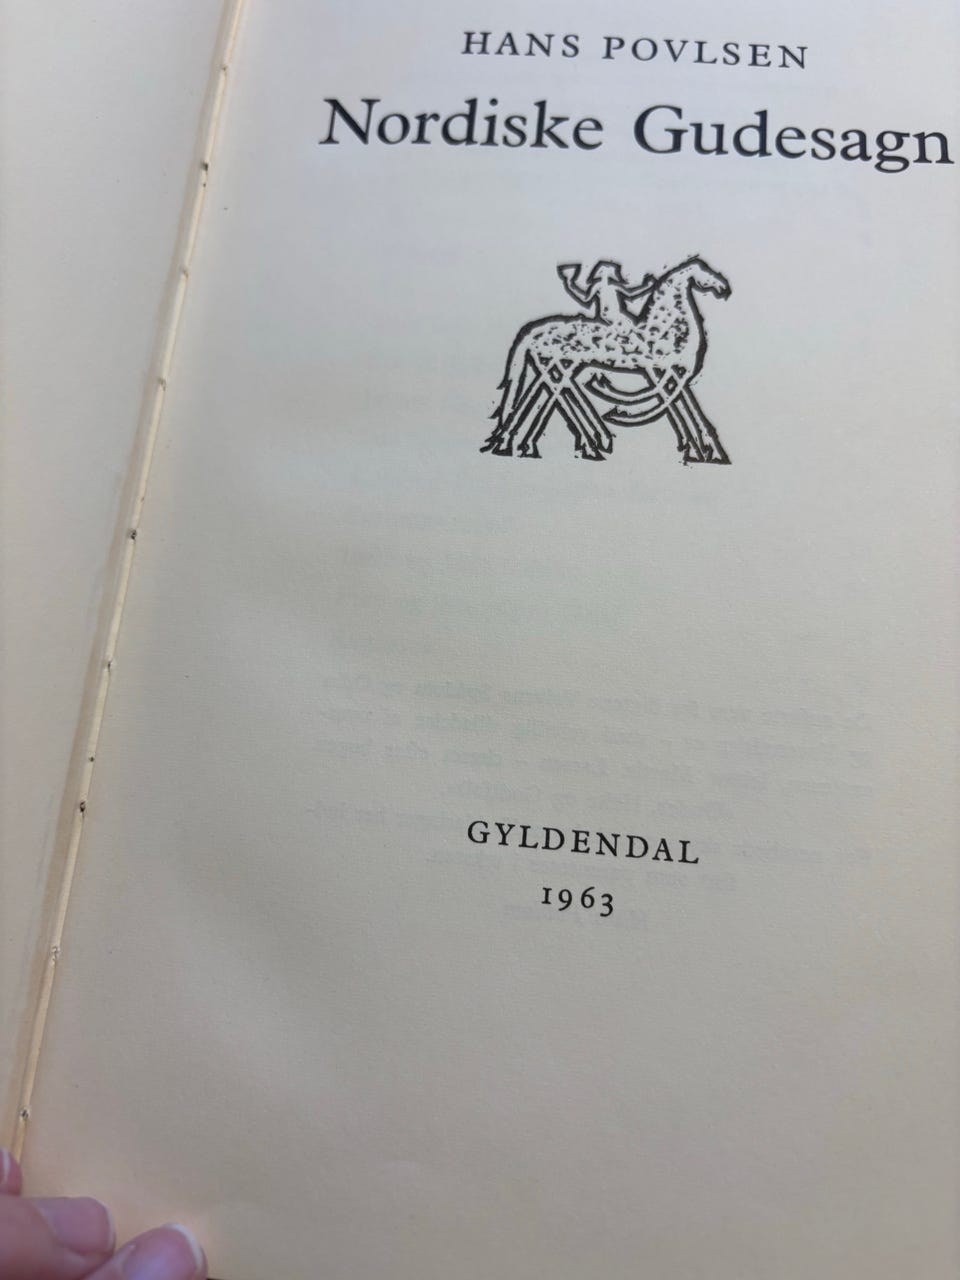 HANS POVLSEN
Nordiske Gudesagn
GYLDENDAL
1963